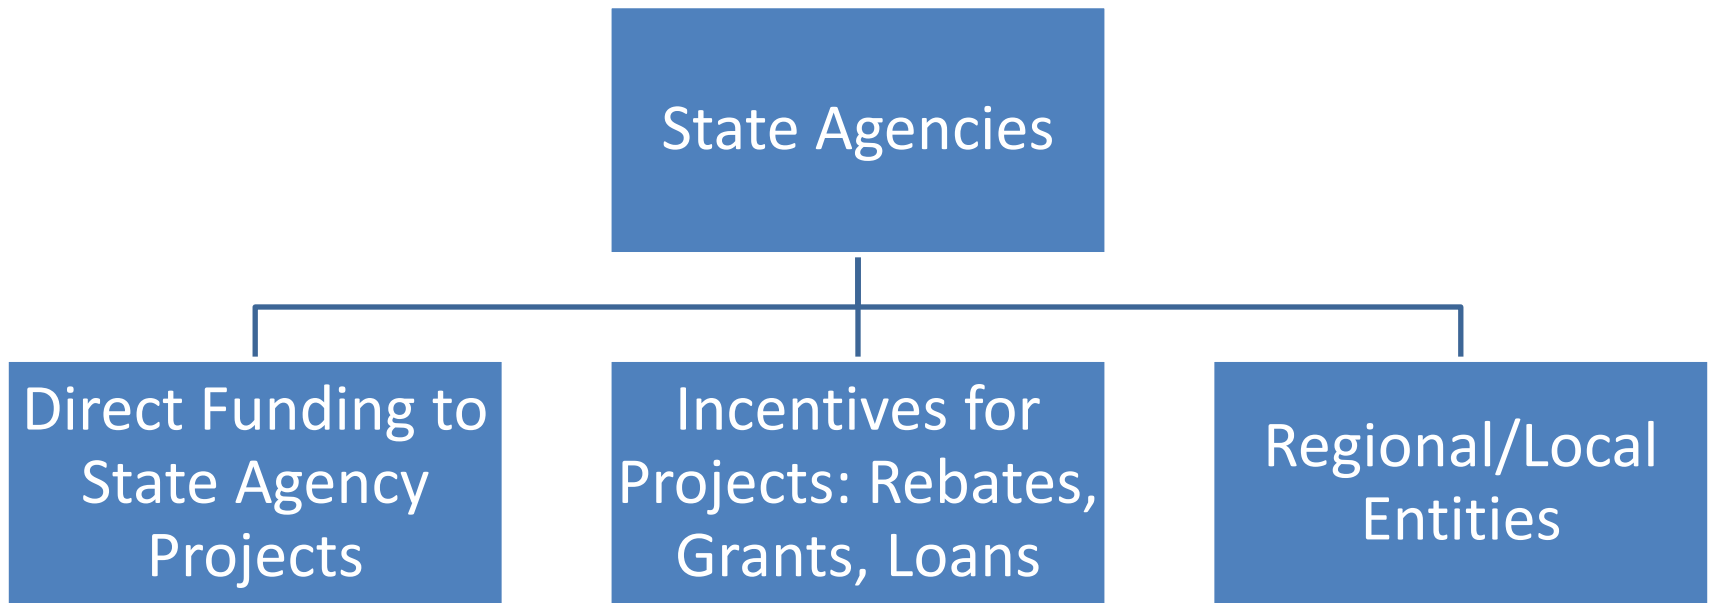 State Agencies
Direct Funding to
State Agency
Projects
Incentives for
Projects: Rebates,
Grants, Loans
Regional/Local
Entities